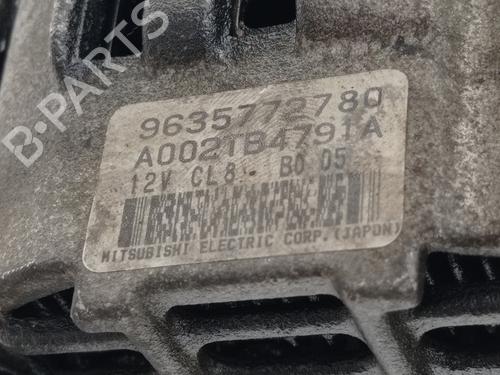 B-PARTS
9635772780
A002TB4791A
12V CL8. B0 05
MITSUBISHI ELECTRIC CORP.(JAPON)